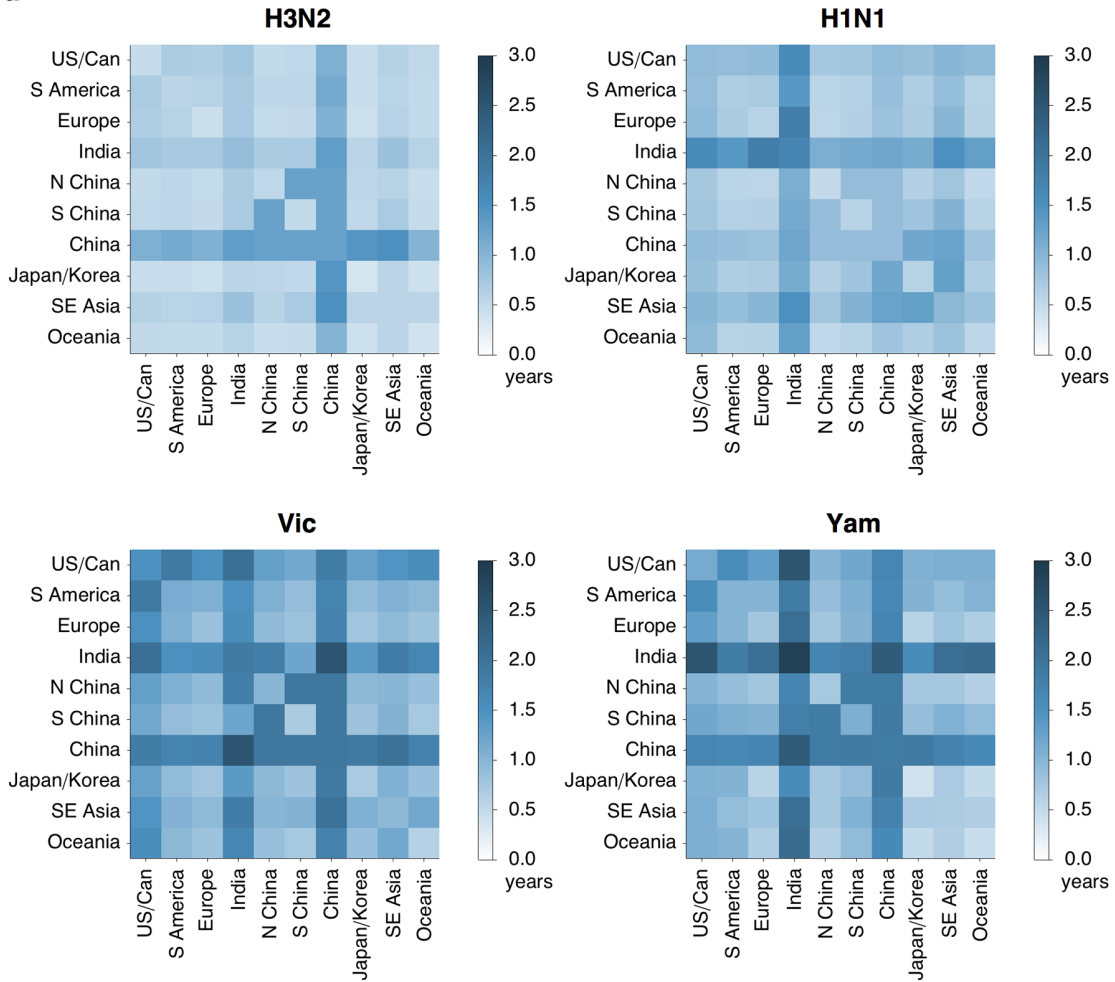 H3N2
US/Can
S America
Europe
India
N China
S China
China
Japan/Korea
SE Asia
Oceania
US/Can
S America
Europe
India
N China
S China
China
Japan/Korea
SE Asia
Oceania
3.0
2.5
2.0
1.5
1.0
0.5
0.0
years
H1N1
US/Can
S America
Europe
India
N China
S China
China
Japan/Korea
SE Asia
Oceania
US/Can
S America
Europe
India
N China
S China
China
Japan/Korea
SE Asia
Oceania
3.0
2.5
2.0
1.5
1.0
0.5
0.0
years
Vic
US/Can
S America
Europe
India
N China
S China
China
Japan/Korea
SE Asia
Oceania
US/Can
S America
Europe
India
N China
S China
China
Japan/Korea
SE Asia
Oceania
3.0
2.5
2.0
1.5
1.0
0.5
0.0
years
Yam
US/Can
S America
Europe
India
N China
S China
China
Japan/Korea
SE Asia
Oceania
US/Can
S America
Europe
India
N China
S China
China
Japan/Korea
SE Asia
Oceania
3.0
2.5
2.0
1.5
1.0
0.5
0.0
years